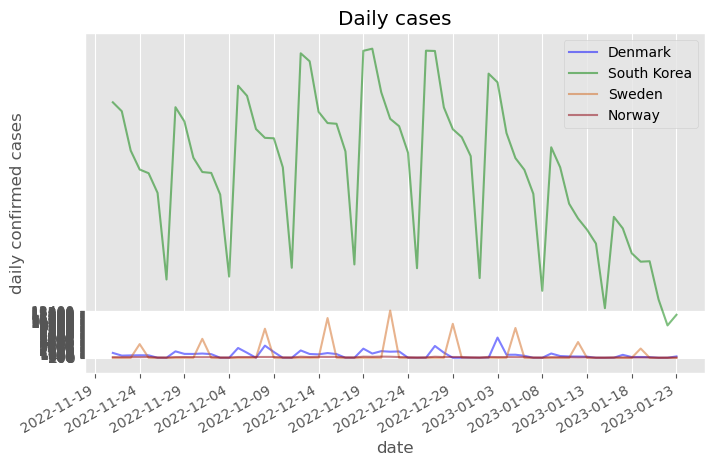 Daily cases
Denmark
South Korea
Sweden
Norway
daily confirmed cases
2022-11-19
2022-11-24
2022-11-29
2022-12-04
2022-12-09
2022-12-14
2022-12-19
2022-12-24
2022-12-29
2023-01-03
2023-01-08
2023-01-13
2023-01-18
2023-01-23
date